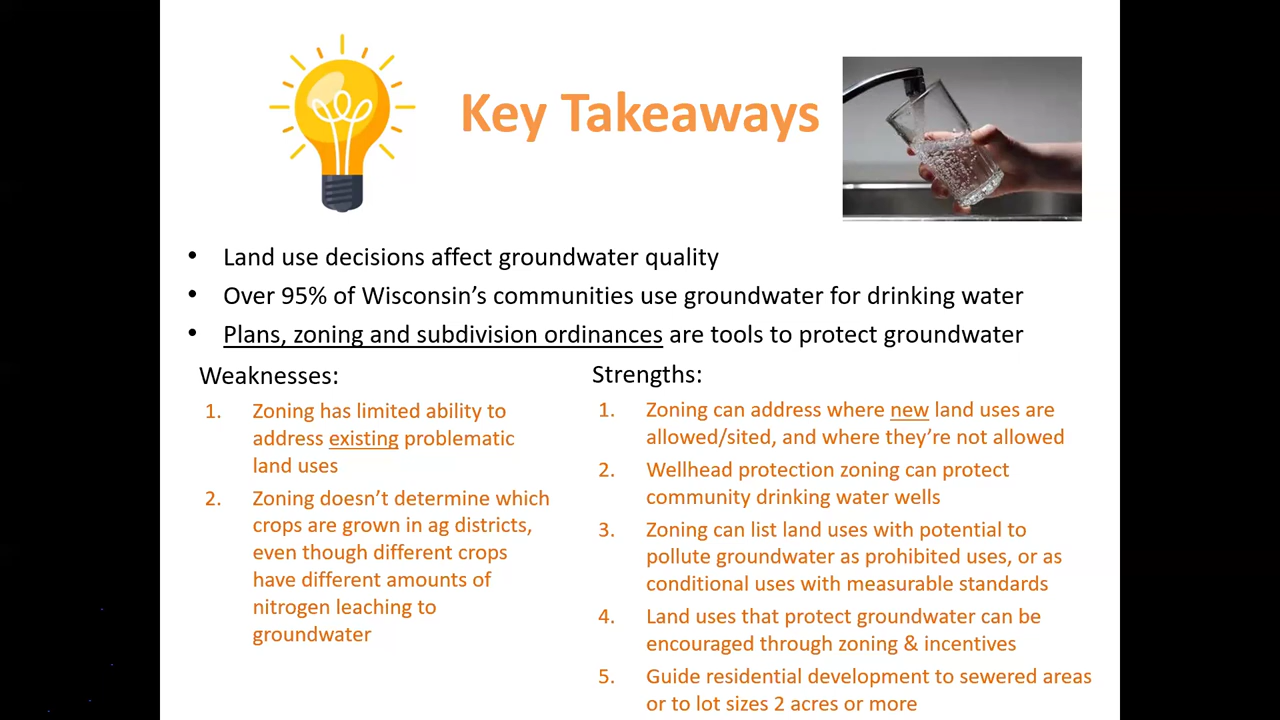 Key Takeaways
• Land use decisions affect groundwater quality
• Over 95% of Wisconsin’s communities use groundwater for drinking water
• Plans, zoning and subdivision ordinances are tools to protect groundwater
Weaknesses:
1. Zoning has limited ability to
address existing problematic
land uses
2. Zoning doesn’t determine which
crops are grown in ag districts,
even though different crops
have different amounts of
nitrogen leaching to
groundwater
Strengths:
1. Zoning can address where new land uses are
allowed/sited, and where they’re not allowed
2. Wellhead protection zoning can protect
community drinking water wells
3. Zoning can list land uses with potential to
pollute groundwater as prohibited uses, or as
conditional uses with measurable standards
4. Land uses that protect groundwater can be
encouraged through zoning & incentives
5. Guide residential development to sewered areas
or to lot sizes 2 acres or more